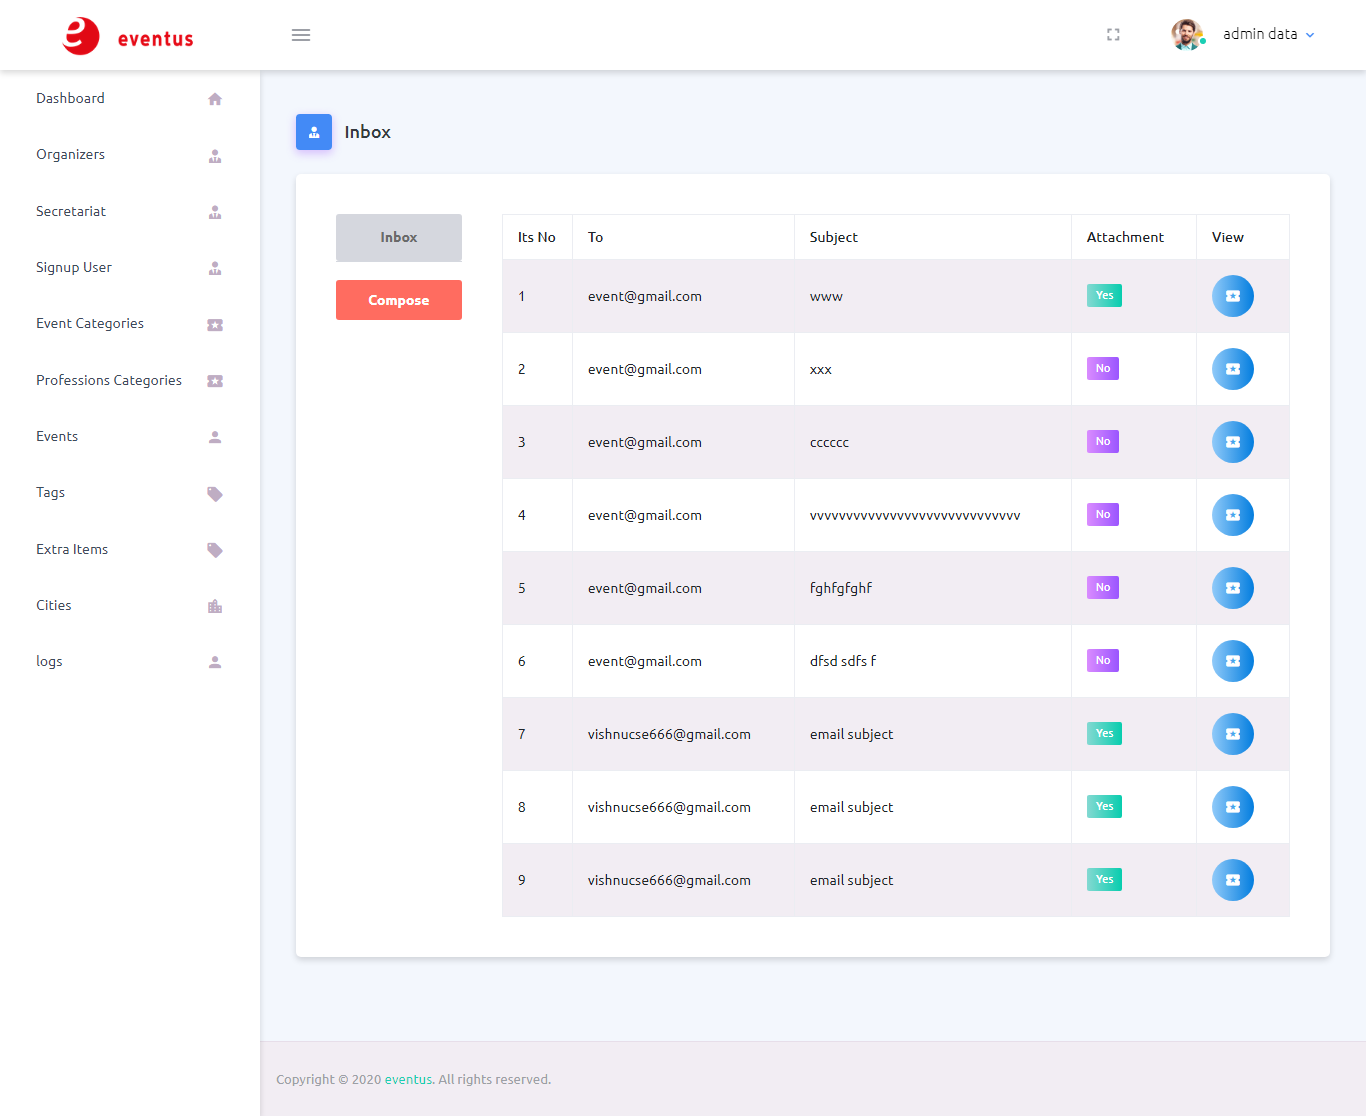 eventus
admin data
Dashboard
Organizers
Secretariat
Signup User
Event Categories
Professions Categories
Events
Tags
Extra Items
Cities
logs
Inbox
Inbox
Compose
Its No To Subject Attachment View
1 event@gmail.com www Yes
2 event@gmail.com xxx No
3 event@gmail.com cccccc No
4 event@gmail.com vvvvvvvvvvvvvvvvvvvvvvvvvvvvv No
5 event@gmail.com fghfgfghf No
6 event@gmail.com dfsd sdfs f No
7 vishnucse666@gmail.com email subject Yes
8 vishnucse666@gmail.com email subject Yes
9 vishnucse666@gmail.com email subject Yes
Copyright © 2020 eventus. All rights reserved.